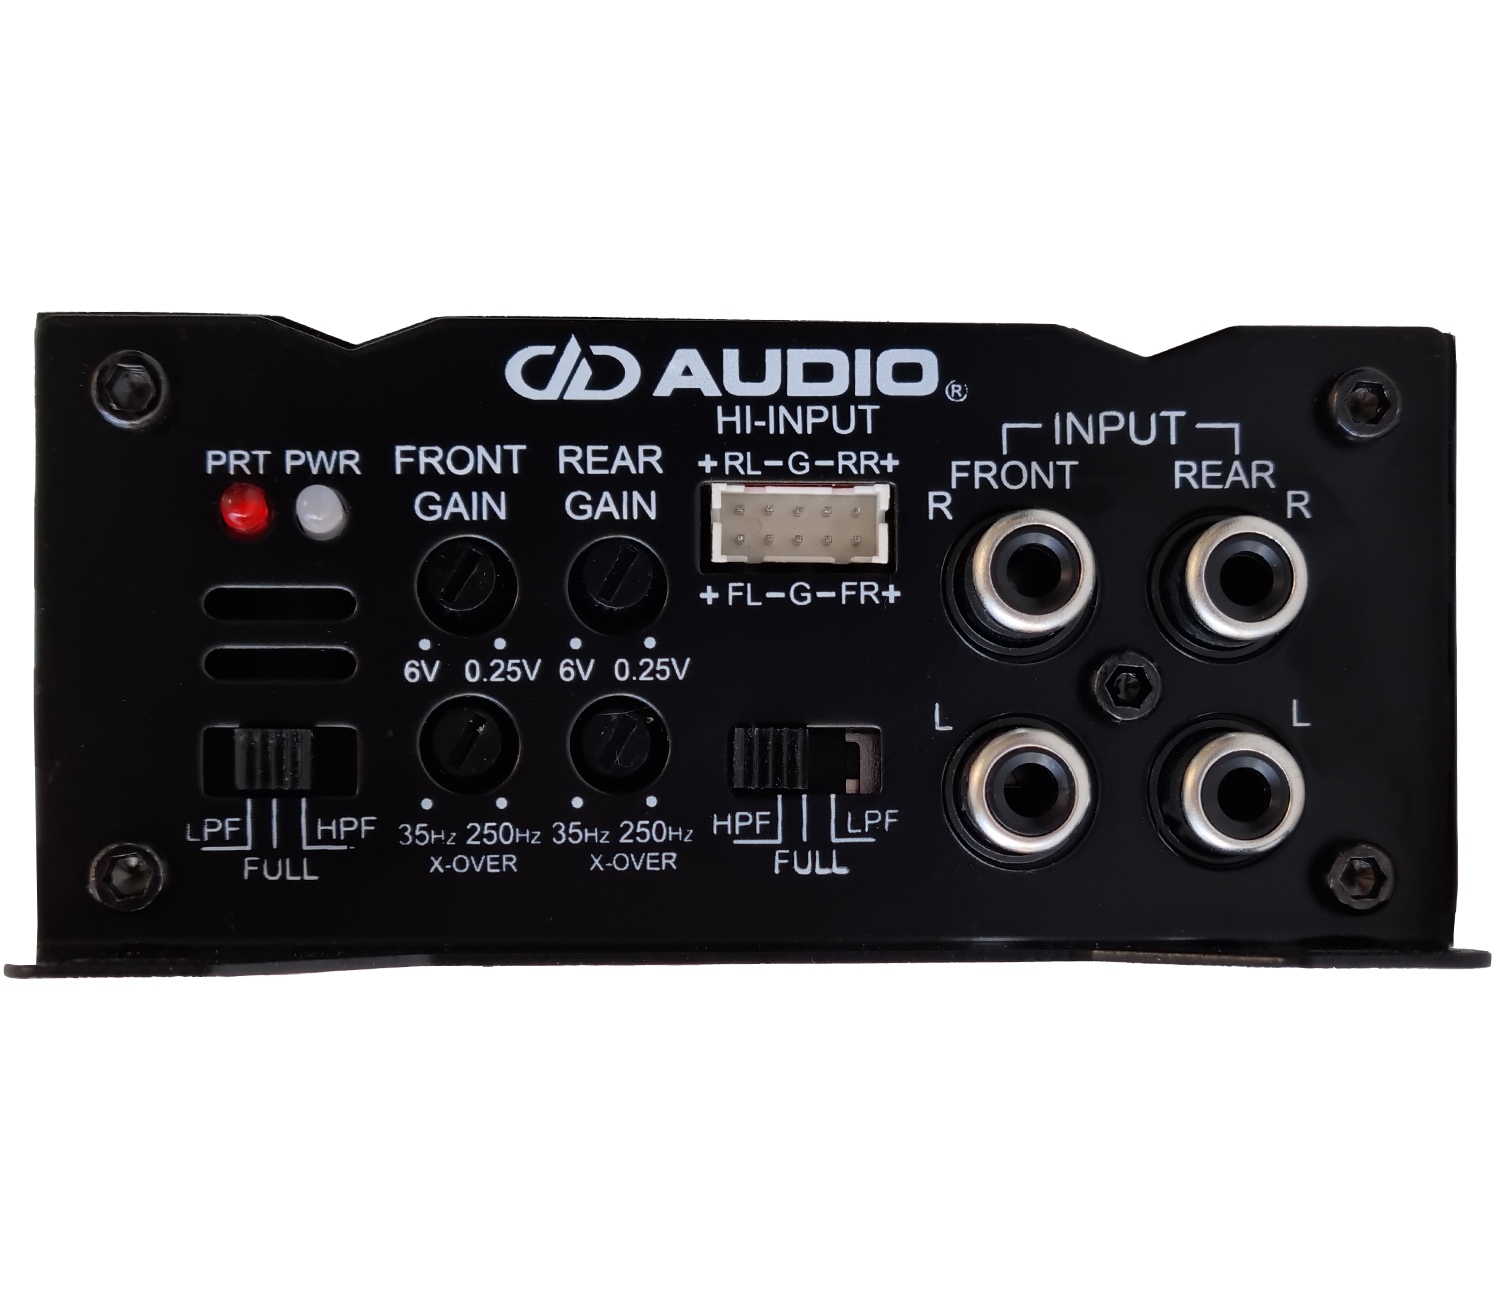 DD AUDIO®
HI-INPUT
INPUT
PRT PWR
FRONT GAIN
REAR GAIN
+ RL - G - RR +
FRONT
REAR
R
R
+ FL - G - FR +
6V 0.25V 6V 0.25V
L
L
LPF HPF
FULL
35Hz 250Hz 35Hz 250Hz
X-OVER X-OVER
HPF LPF
FULL